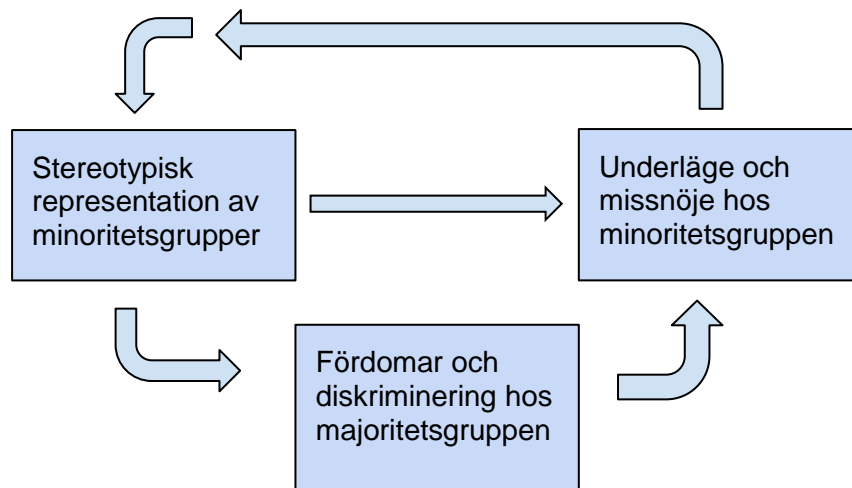 Stereotypisk
representation av
minoritetsgrupper
Underläge och
missnöje hos
minoritetsgruppen
Fördomar och
diskriminering hos
majoritetsgruppen